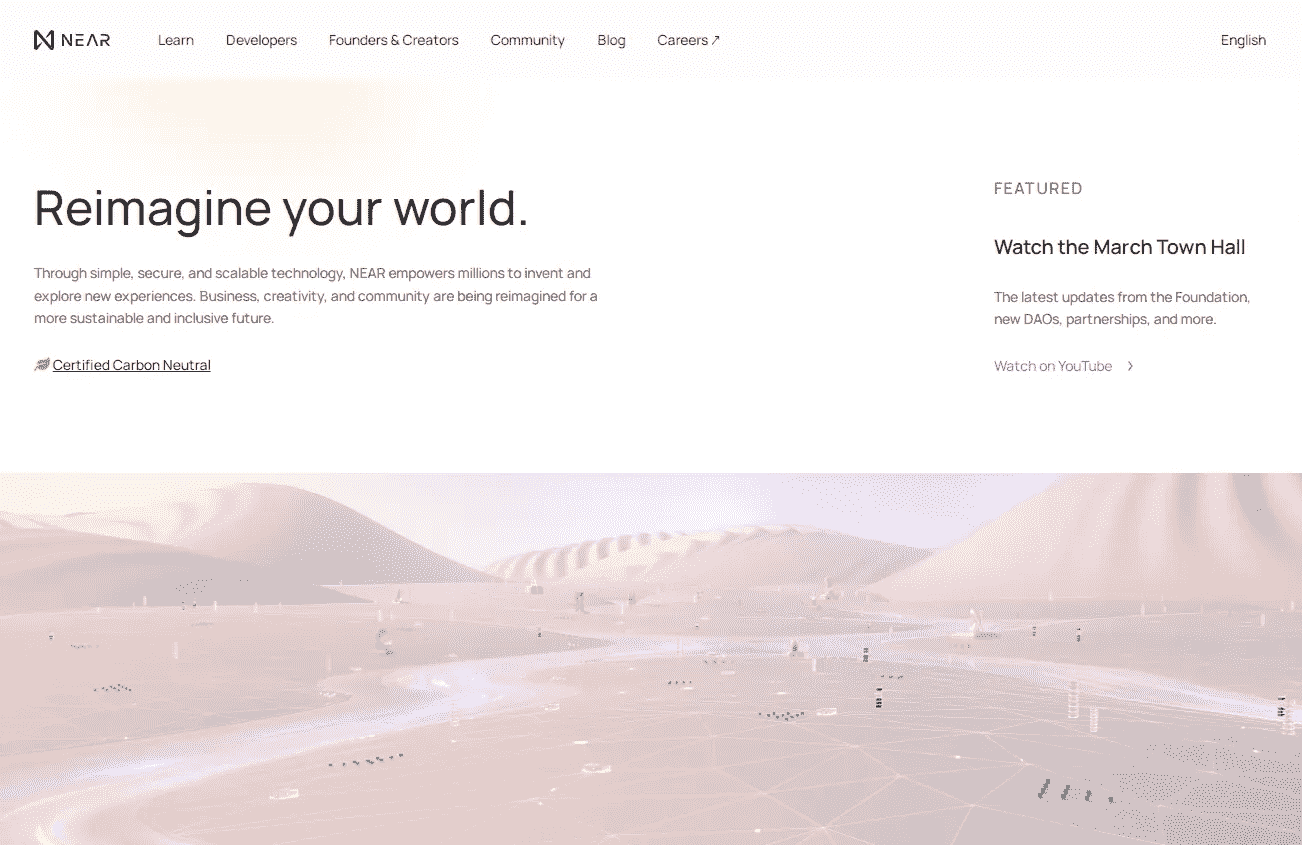 NEAR
Learn
Developers
Founders & Creators
Community
Blog
Careers ↗
English
Reimagine your world.
Through simple, secure, and scalable technology, NEAR empowers millions to invent and
explore new experiences. Business, creativity, and community are being reimagined for a
more sustainable and inclusive future.
Certified Carbon Neutral
FEATURED
Watch the March Town Hall
The latest updates from the Foundation,
new DAOs, partnerships, and more.
Watch on YouTube